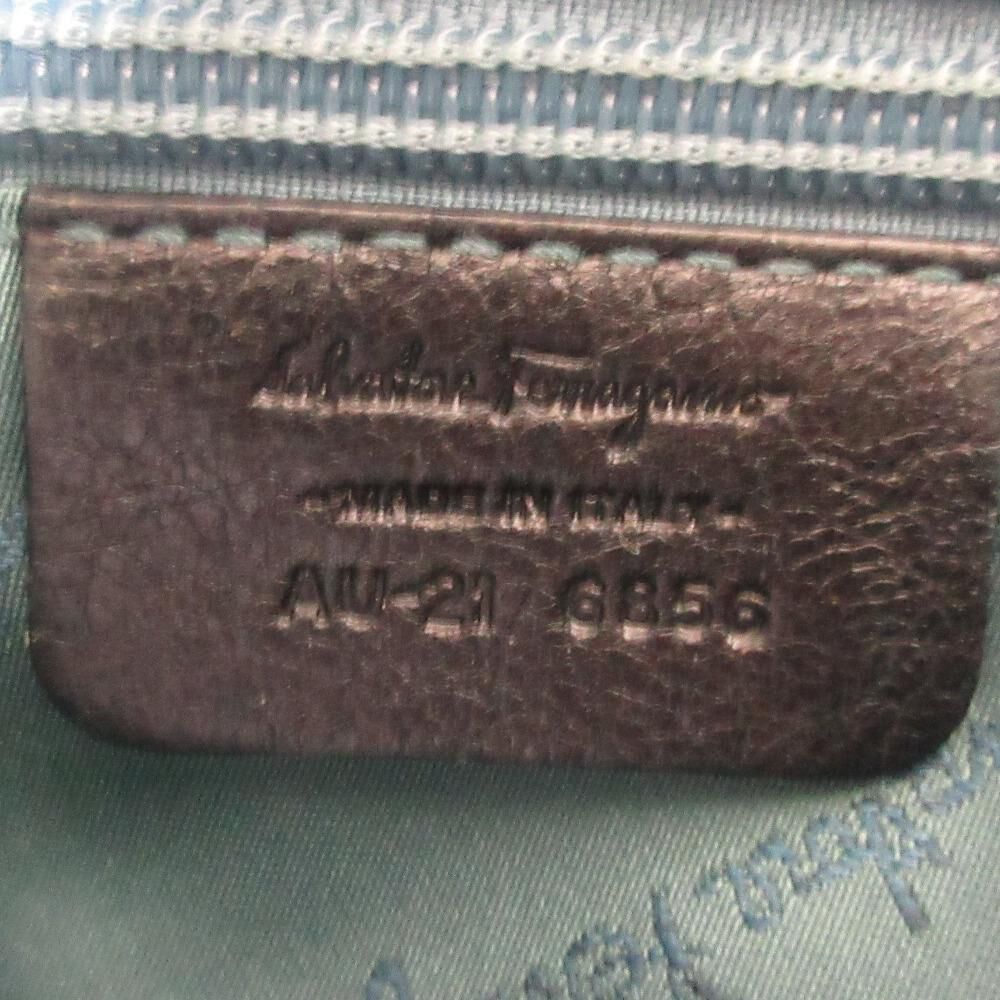 Salvatore Ferragamo
-MADE IN ITALY-
AU-21 6856